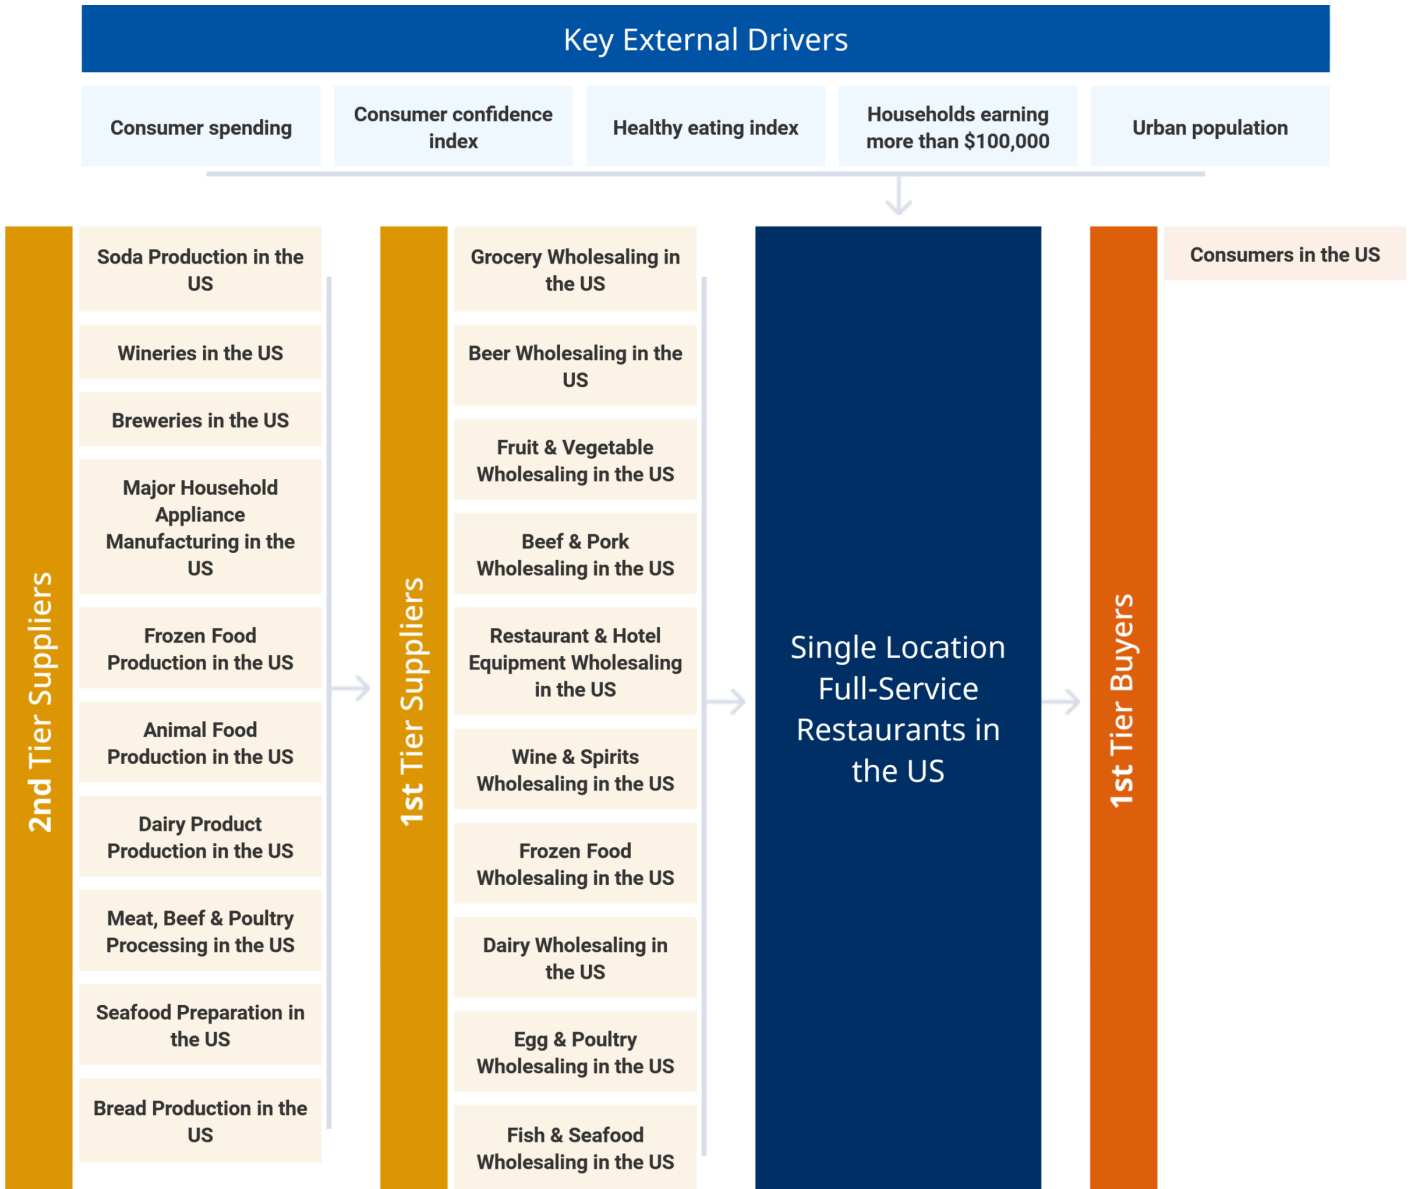 Key External Drivers
Consumer spending
Consumer confidence
index
Healthy eating index
Households earning
more than $100,000
Urban population
2nd Tier Suppliers
Soda Production in the
US
Wineries in the US
Breweries in the US
Major Household
Appliance
Manufacturing in the
US
Frozen Food
Production in the US
Animal Food
Production in the US
Dairy Product
Production in the US
Meat, Beef & Poultry
Processing in the US
Seafood Preparation in
the US
Bread Production in the
US
1st Tier Suppliers
Grocery Wholesaling in
the US
Beer Wholesaling in the
US
Fruit & Vegetable
Wholesaling in the US
Beef & Pork
Wholesaling in the US
Restaurant & Hotel
Equipment Wholesaling
in the US
Wine & Spirits
Wholesaling in the US
Frozen Food
Wholesaling in the US
Dairy Wholesaling in
the US
Egg & Poultry
Wholesaling in the US
Fish & Seafood
Wholesaling in the US
Single Location
Full-Service
Restaurants in
the US
1st Tier Buyers
Consumers in the US